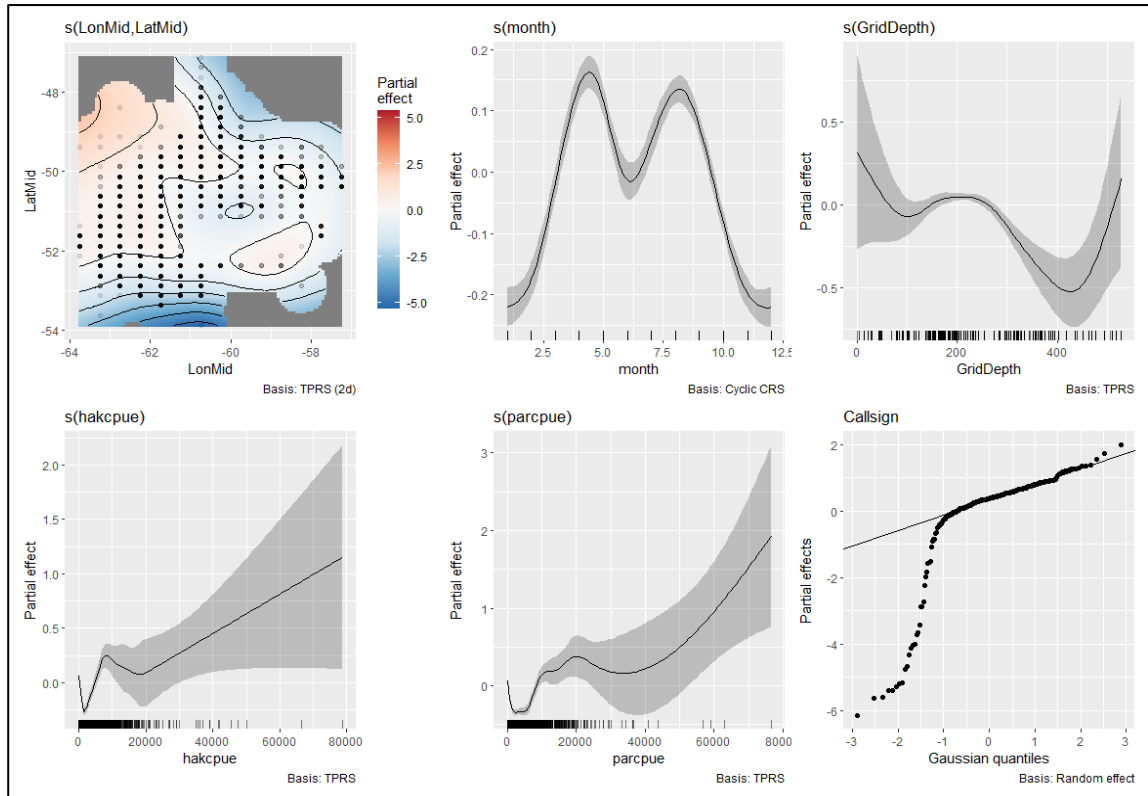 s(LonMid,LatMid)
-48
-50
-52
-54
LatMid
-64
-62
-60
-58
LonMid
Basis: TPRS (2d)
Partial
effect
5.0
2.5
0.0
-2.5
-5.0
s(month)
0.2
0.1
0.0
-0.1
-0.2
Partial effect
2.5
5.0
7.5
10.0
12.5
month
Basis: Cyclic CRS
s(GridDepth)
0.5
0.0
-0.5
Partial effect
0
200
400
GridDepth
Basis: TPRS
s(hakcpue)
2.0
1.5
1.0
0.5
0.0
Partial effect
0
20000
40000
60000
80000
hakcpue
Basis: TPRS
s(parcpue)
3
2
1
0
Partial effect
0
20000
40000
60000
8000
parcpue
Basis: TPRS
Callsign
2
0
-2
-4
-6
Partial effects
-3
-2
-1
0
1
2
3
Gaussian quantiles
Basis: Random effect